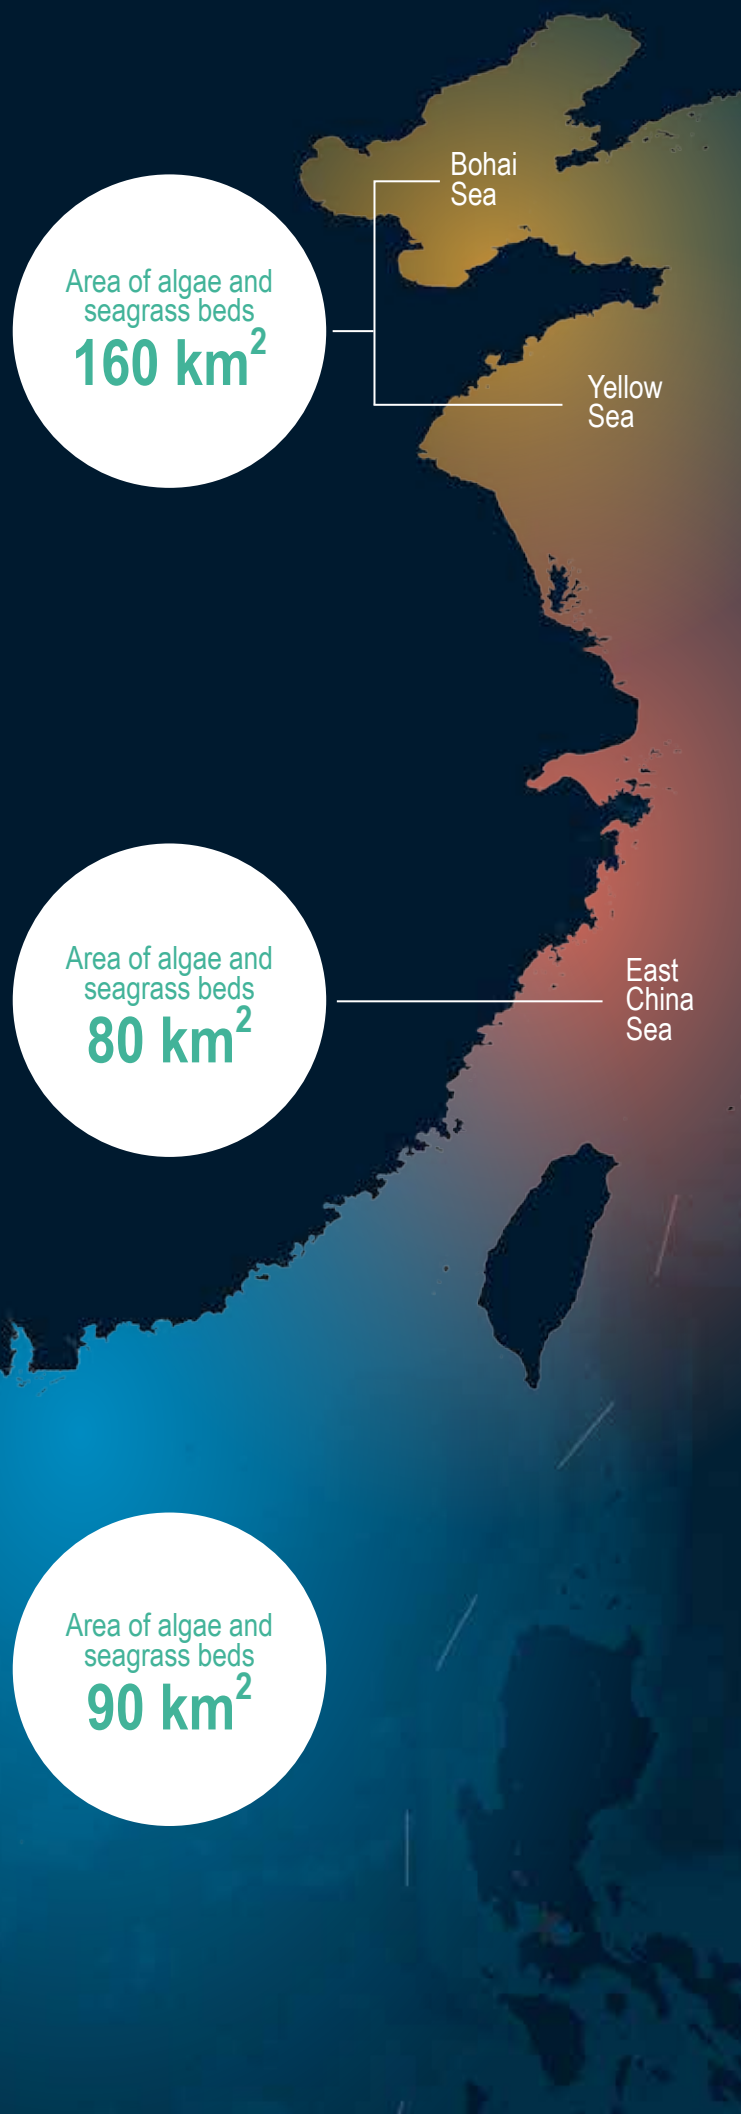 Bohai
Sea
Area of algae and
seagrass beds
160 km²
Yellow
Sea
Area of algae and
seagrass beds
80 km²
East
China
Sea
Area of algae and
seagrass beds
90 km²